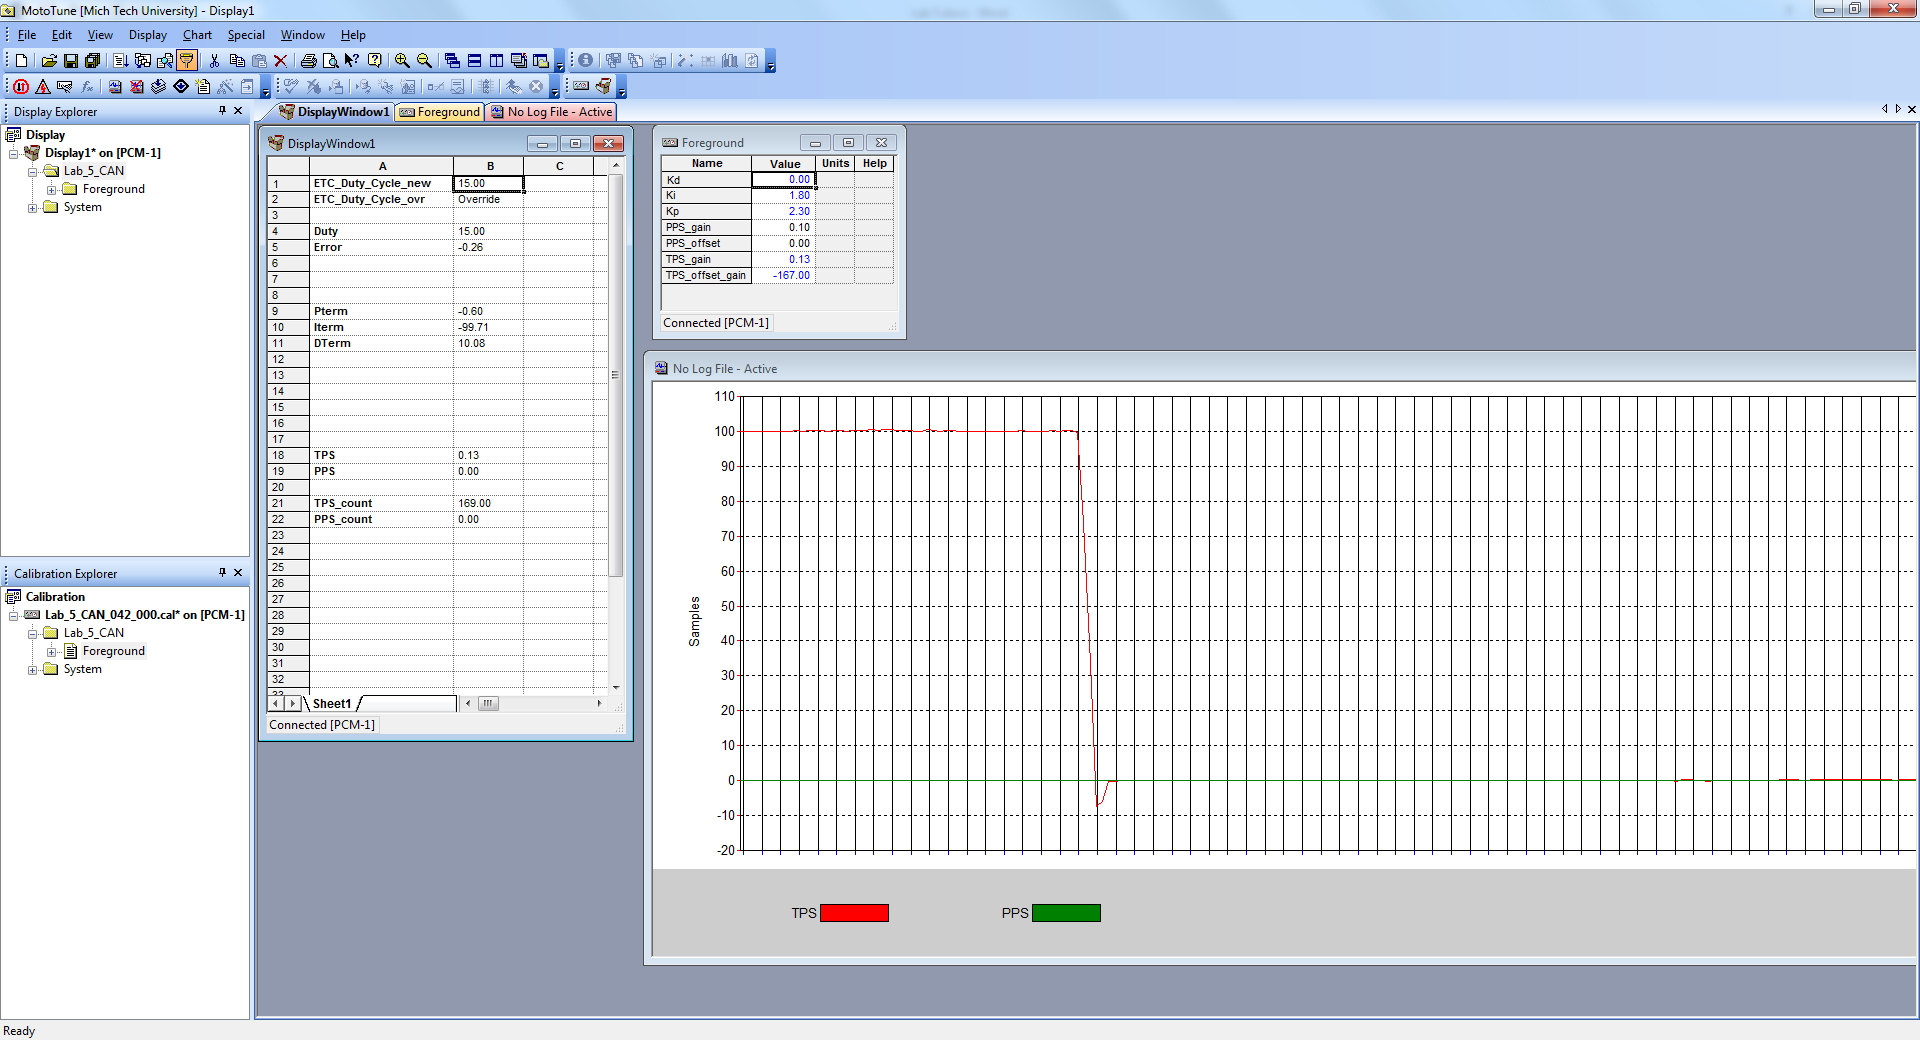 MotoTune [Mich Tech University] - Display1
File Edit View Display Chart Special Window Help
Display Explorer
Display
Display1* on [PCM-1]
Lab_5_CAN
Foreground
System
Calibration Explorer
Calibration
Lab_5_CAN_042_000.cal* on [PCM-1]
Lab_5_CAN
Foreground
System
DisplayWindow1 Foreground No Log File - Active
DisplayWindow1
A B C
1 ETC_Duty_Cycle_new 15.00
2 ETC_Duty_Cycle_ovr Override
3
4 Duty 15.00
5 Error -0.26
6
7
8
9 Pterm -0.60
10 Iterm -99.71
11 DTerm 10.08
12
13
14
15
16
17
18 TPS 0.13
19 PPS 0.00
20
21 TPS_count 169.00
22 PPS_count 0.00
23
24
25
26
27
28
29
30
31
32
33
Sheet1
Connected [PCM-1]
Foreground
Name Value Units Help
Kd 0.00
Ki 1.80
Kp 2.30
PPS_gain 0.10
PPS_offset 0.00
TPS_gain 0.13
TPS_offset_gain -167.00
Connected [PCM-1]
No Log File - Active
110
100
90
80
70
60
50
40
30
20
10
0
-10
-20
Samples
TPS PPS
Ready